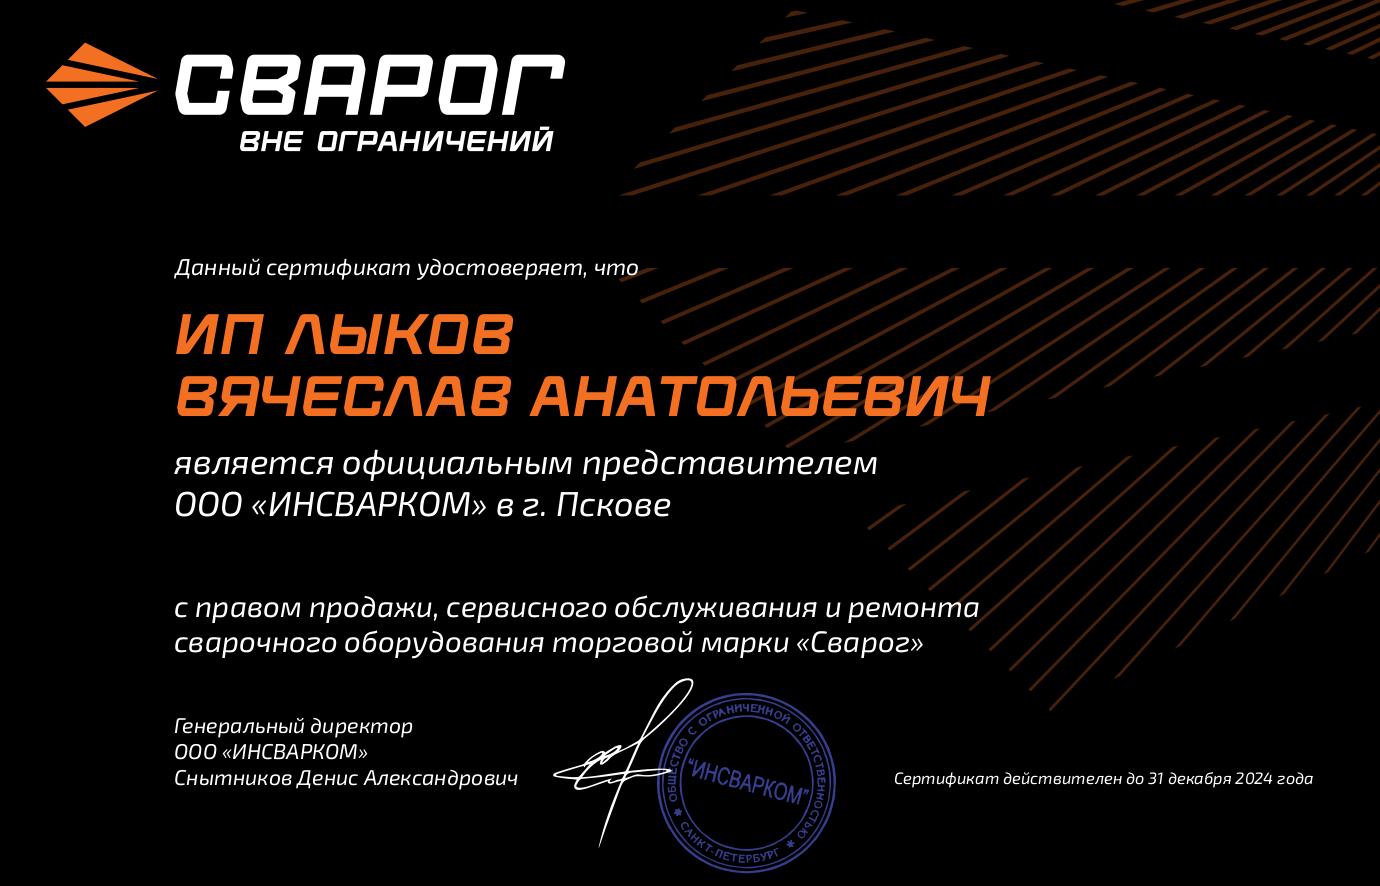 СВАРОГ
ВНЕ ОГРАНИЧЕНИЙ
Данный сертификат удостоверяет, что
ИП ЛЫКОВ
ВЯЧЕСЛАВ АНАТОЛЬЕВИЧ
является официальным представителем
ООО «ИНСВАРКОМ» в г. Пскове
с правом продажи, сервисного обслуживания и ремонта
сварочного оборудования торговой марки «Сварог»
Генеральный директор
ООО «ИНСВАРКОМ»
Снытников Денис Александрович
ОБЩЕСТВО С ОГРАНИЧЕННОЙ ОТВЕТСТВЕННОСТЬЮ
"ИНСВАРКОМ"
* САНКТ-ПЕТЕРБУРГ *
Сертификат действителен до 31 декабря 2024 года